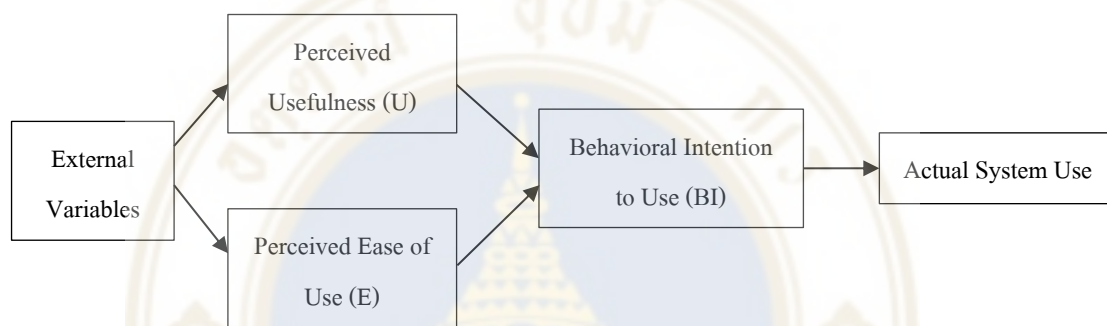 Perceived
Usefulness (U)
External
Variables
Perceived Ease of
Use (E)
Behavioral Intention
to Use (BI)
Actual System Use